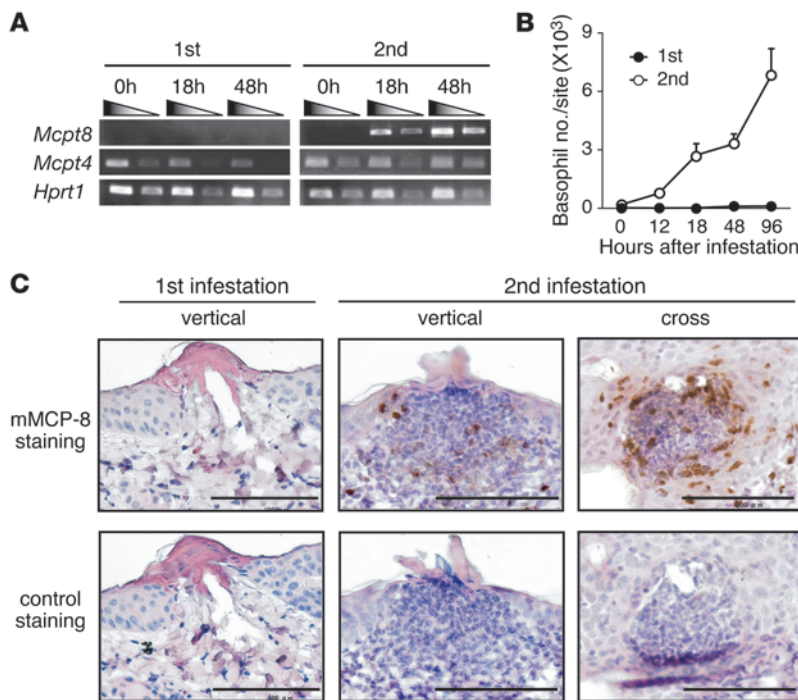 A
1st
2nd
0h 18h 48h 0h 18h 48h
Mcpt8
Mcpt4
Hprt1
B
Basophil no./site (X10³)
9
6
3
0
1st
2nd
0 12 18 48 96
Hours after infestation
C
1st infestation
2nd infestation
vertical
vertical
cross
mMCP-8
staining
control
staining